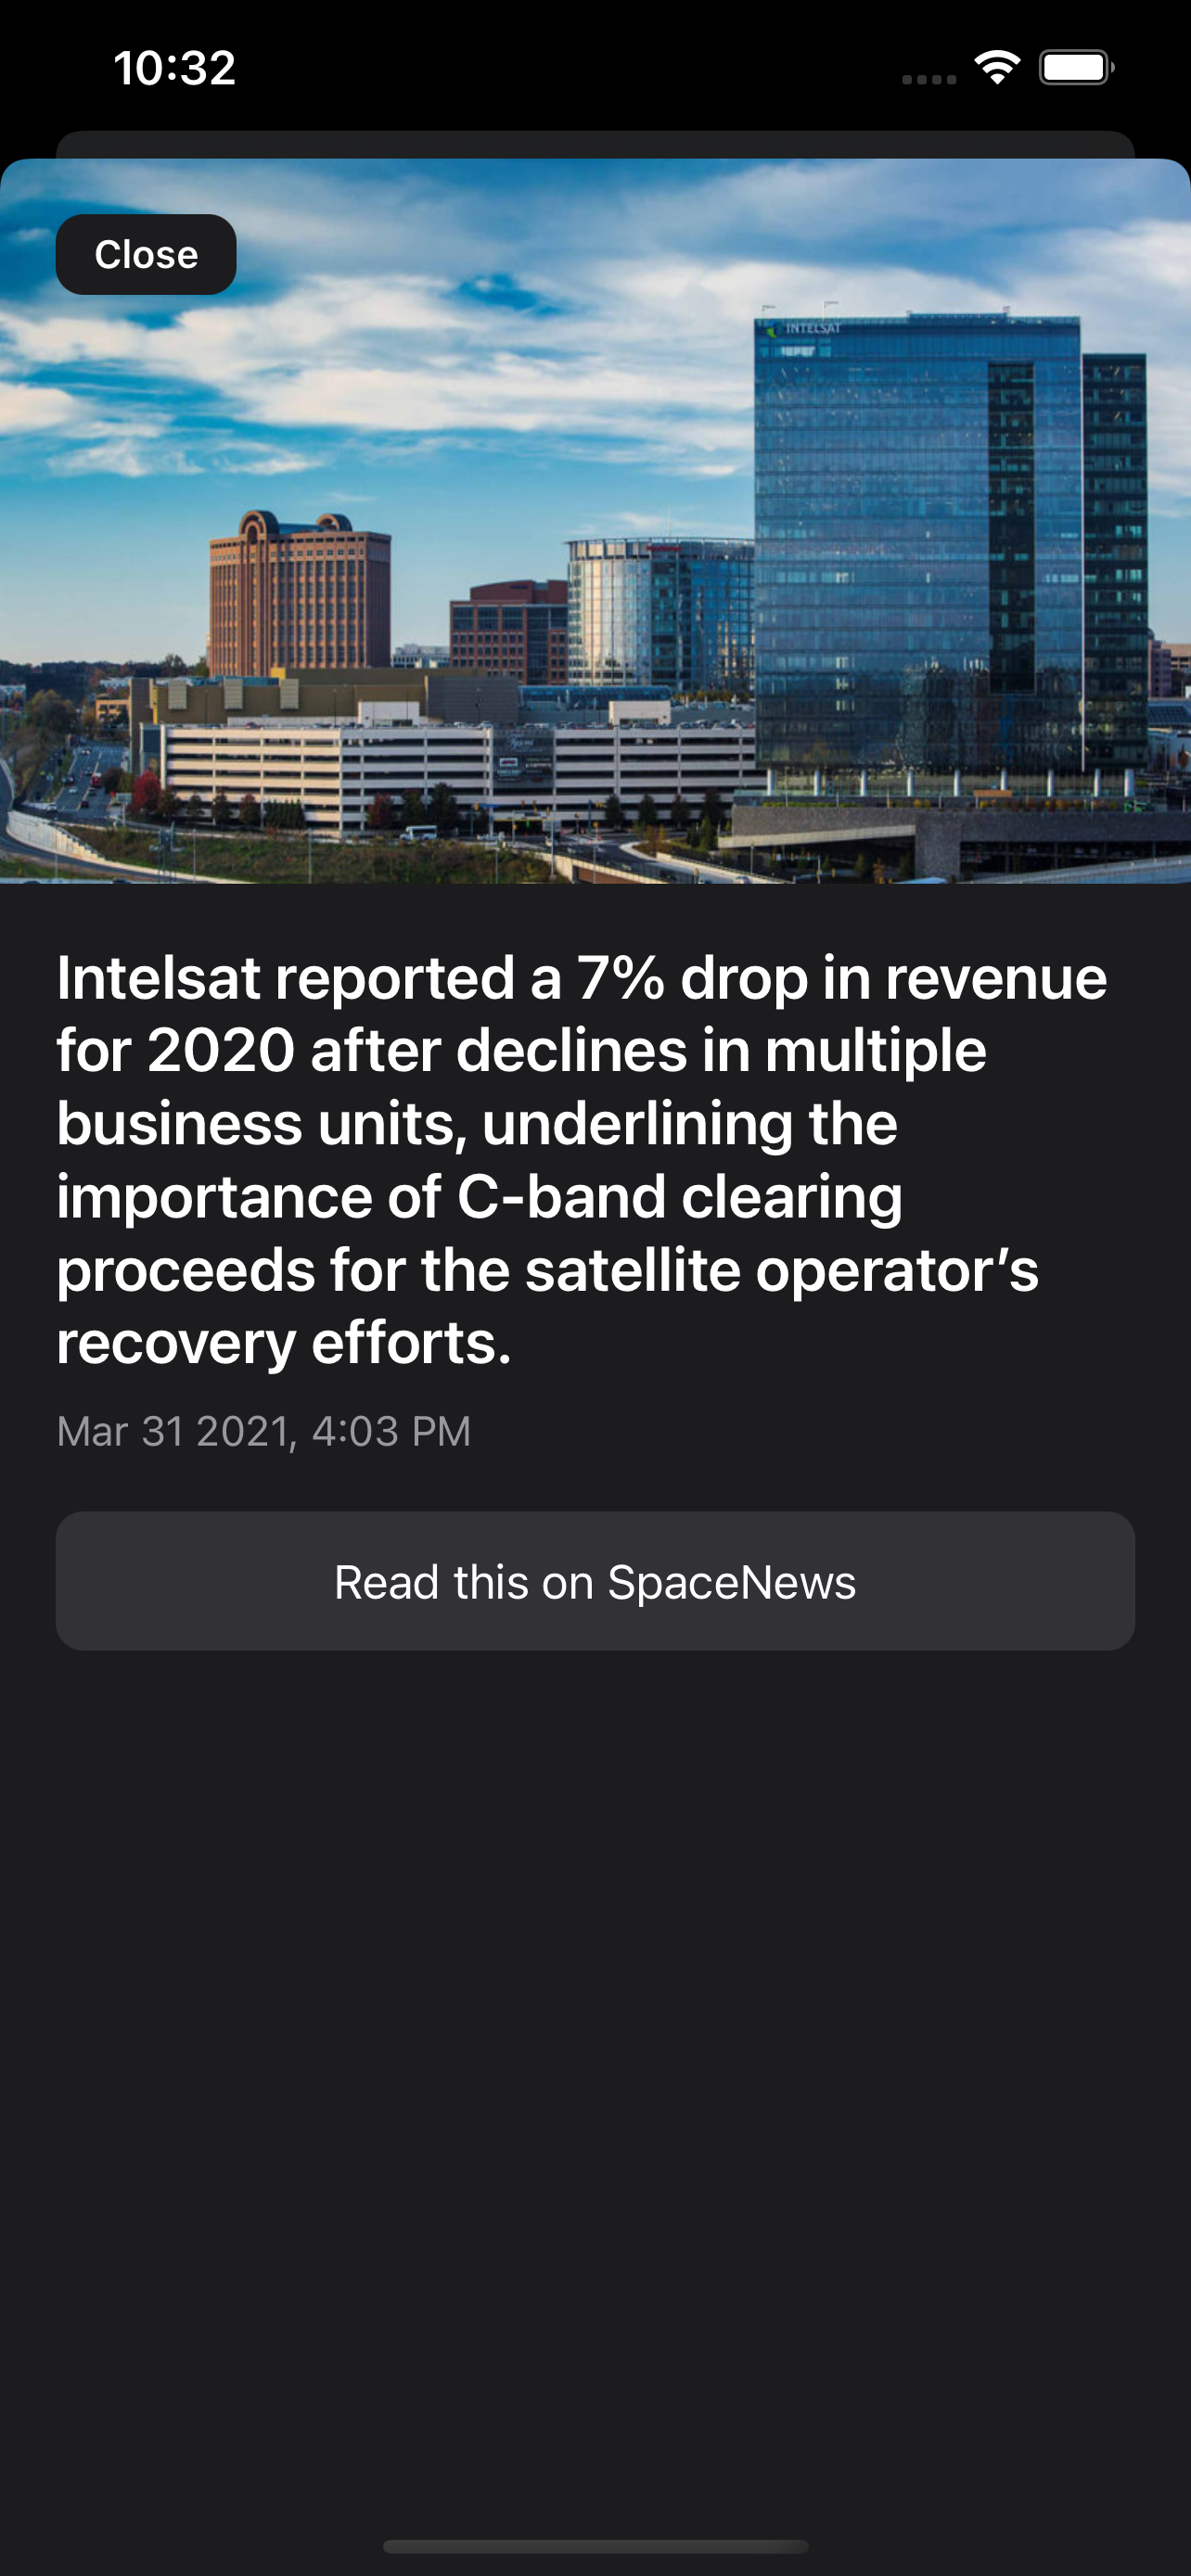 10:32
Close
INTELSAT
Intelsat reported a 7% drop in revenue
for 2020 after declines in multiple
business units, underlining the
importance of C-band clearing
proceeds for the satellite operator’s
recovery efforts.
Mar 31 2021, 4:03 PM
Read this on SpaceNews